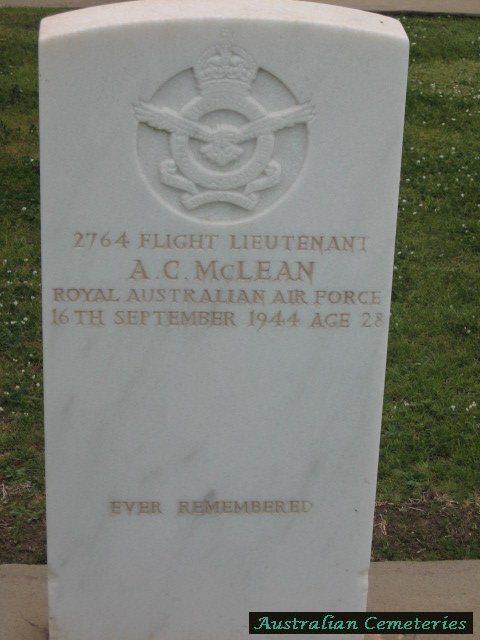 2764 FLIGHT LIEUTENANT
A. C. McLEAN
ROYAL AUSTRALIAN AIR FORCE
16TH SEPTEMBER 1944 AGE 28
EVER REMEMBERED
Australian Cemeteries